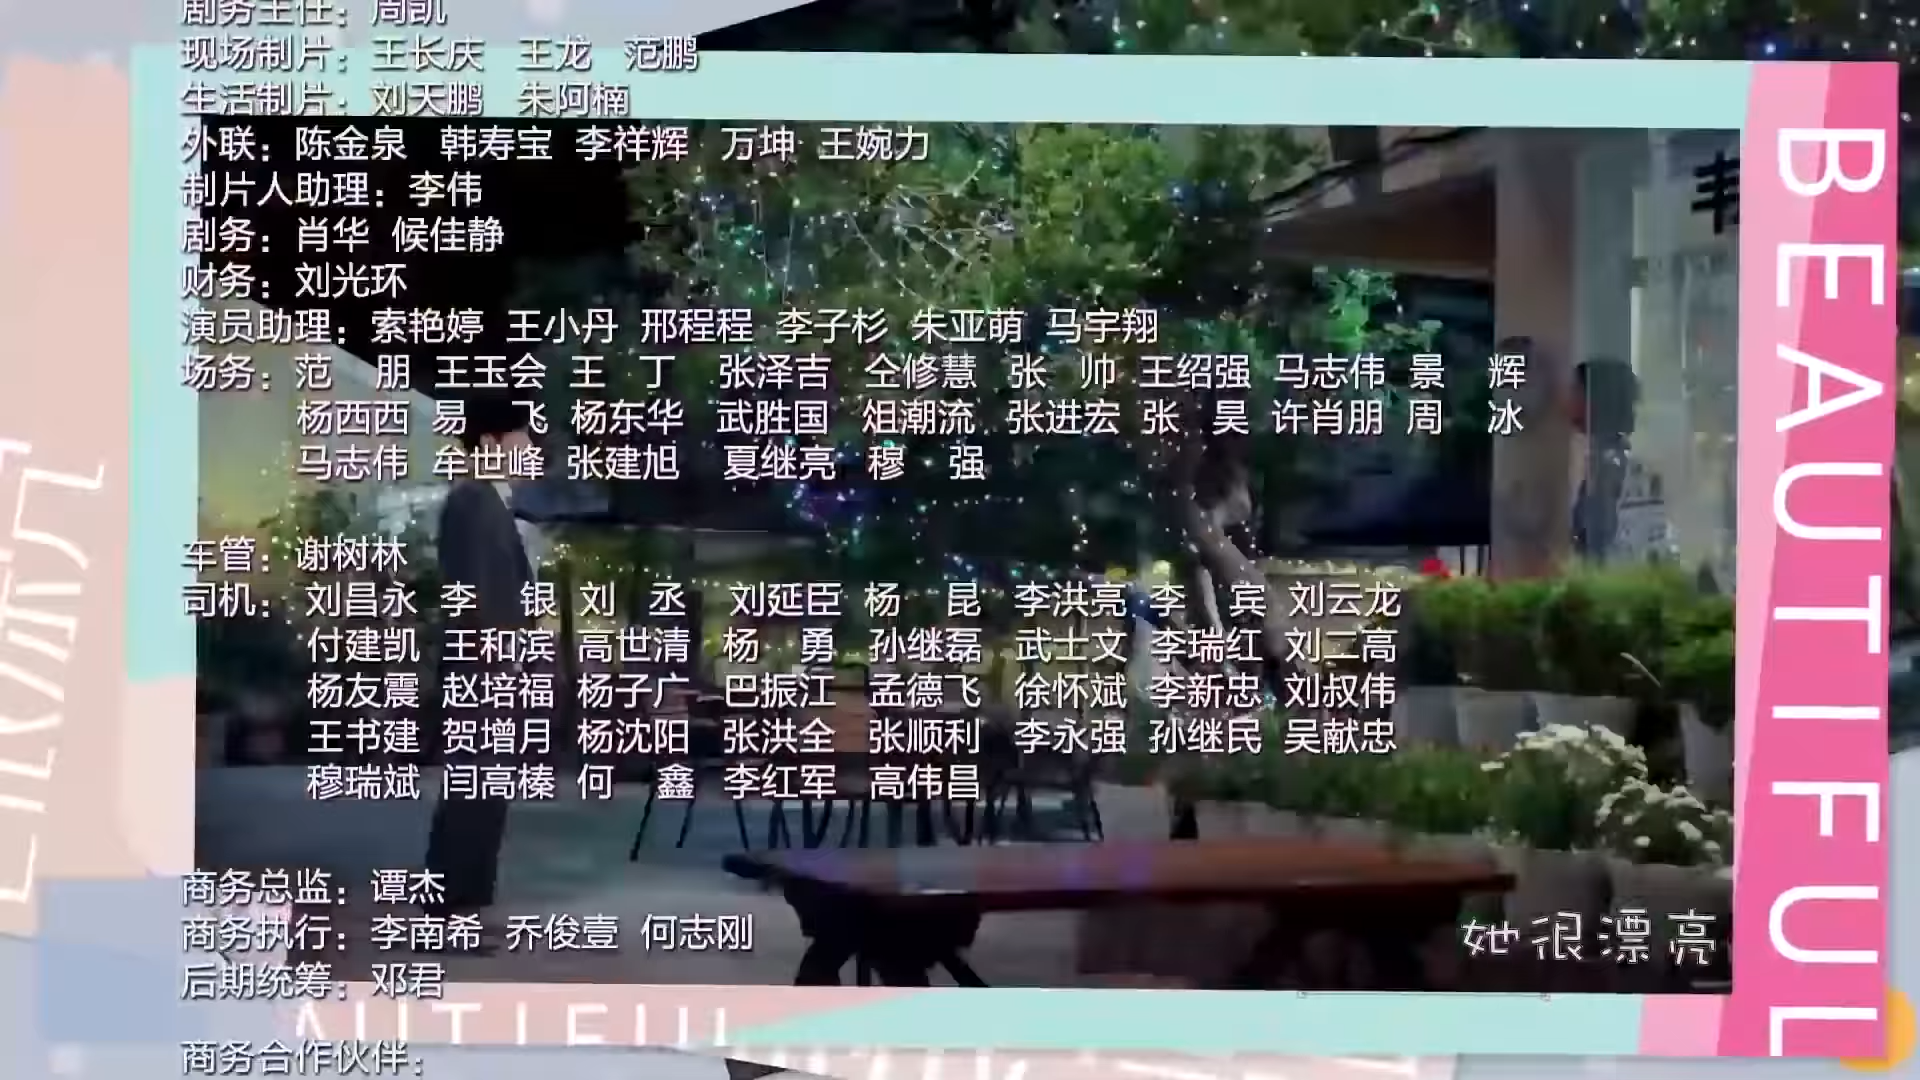 剧务主任：周凯
现场制片：王长庆 王龙 范鹏
生活制片：刘天鹏 朱阿楠
外联：陈金泉 韩寿宝 李祥辉 万坤 王婉力
制片人助理：李伟
剧务：肖华 候佳静
财务：刘光环
演员助理：索艳婷 王小丹 邢程程 李子杉 朱亚萌 马宇翔
场务：范 朋 王玉会 王 丁 张泽吉 仝修慧 张 帅 王绍强 马志伟 景 辉
杨西西 易 飞 杨东华 武胜国 俎潮流 张进宏 张 昊 许肖朋 周 冰
马志伟 牟世峰 张建旭 夏继亮 穆 强
车管：谢树林
司机：刘昌永 李 银 刘 丞 刘延臣 杨 昆 李洪亮 李 宾 刘云龙
付建凯 王和滨 高世清 杨 勇 孙继磊 武士文 李瑞红 刘二高
杨友震 赵培福 杨子广 巴振江 孟德飞 徐怀斌 李新忠 刘叔伟
王书建 贺增月 杨沈阳 张洪全 张顺利 李永强 孙继民 吴献忠
穆瑞斌 闫高榛 何 鑫 李红军 高伟昌
商务总监：谭杰
商务执行：李南希 乔俊壹 何志刚
后期统筹：邓君
商务合作伙伴：
她很漂亮
BEAUTIFUL
AUTIFUL